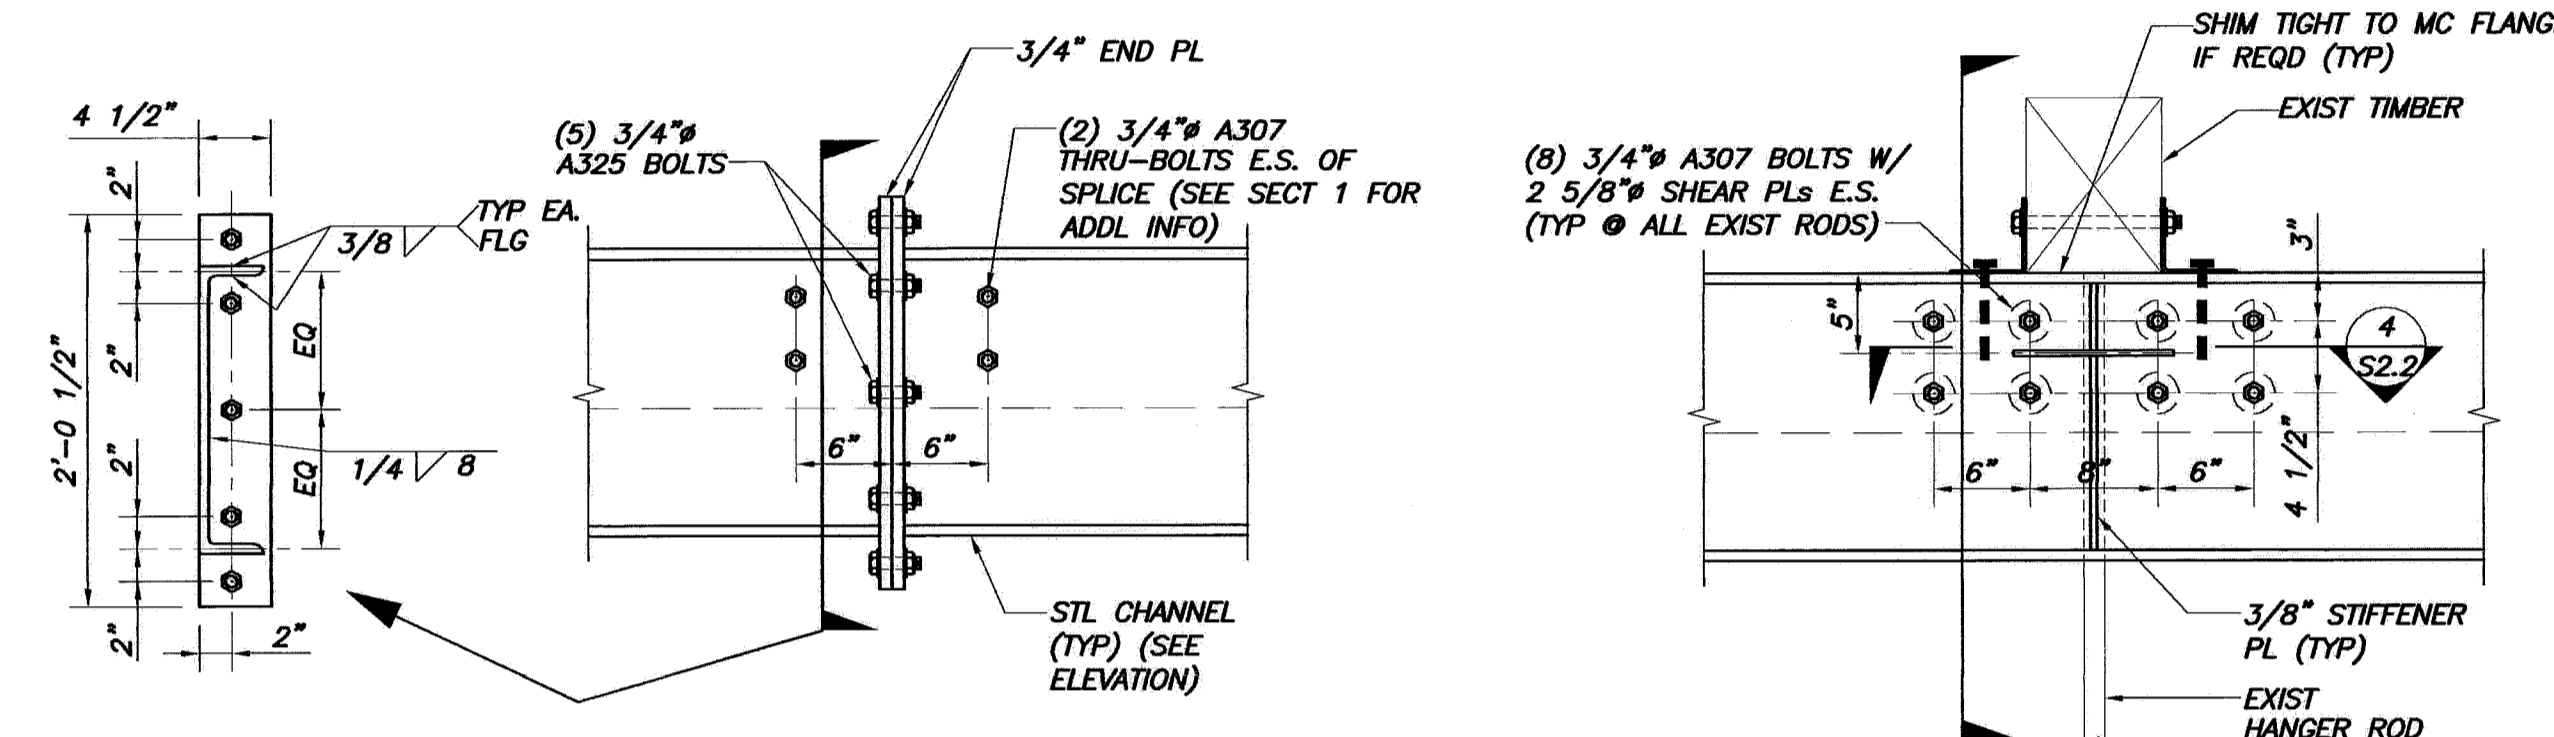 4 1/2"
2"
2'-0 1/2"
2"
2"
2"
2"
3/8
TYP EA.
FLG
EQ
EQ
1/4
8
3/4" END PL
(5) 3/4"ø
A325 BOLTS
(2) 3/4"ø A307
THRU-BOLTS E.S. OF
SPLICE (SEE SECT 1 FOR
ADDL INFO)
6"
6"
STL CHANNEL
(TYP) (SEE
ELEVATION)
SHIM TIGHT TO MC FLANG
IF REQD (TYP)
EXIST TIMBER
(8) 3/4"ø A307 BOLTS W/
2 5/8"ø SHEAR PLs E.S.
(TYP @ ALL EXIST RODS)
5"
3"
4
S2.2
4 1/2"
6"
8"
6"
3/8" STIFFENER
PL (TYP)
EXIST
HANGER ROD